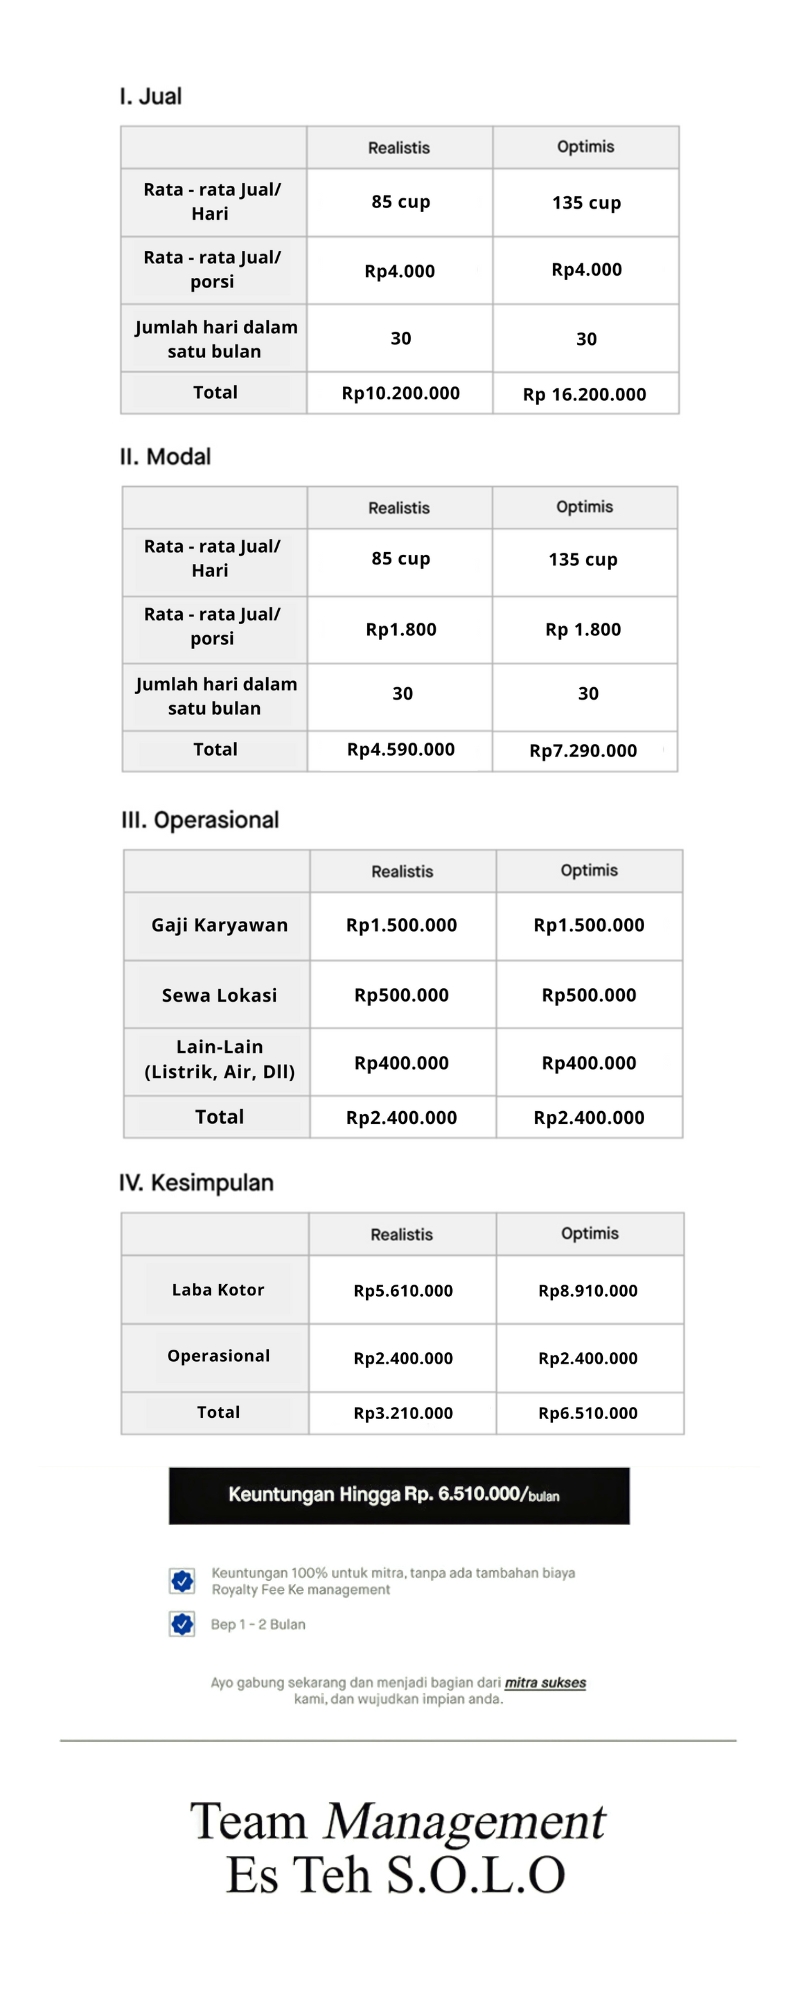 I. Jual
Realistis Optimis
Rata - rata Jual/
Hari
85 cup 135 cup
Rata - rata Jual/
porsi
Rp4.000 Rp4.000
Jumlah hari dalam
satu bulan
30 30
Total Rp10.200.000 Rp 16.200.000
II. Modal
Realistis Optimis
Rata - rata Jual/
Hari
85 cup 135 cup
Rata - rata Jual/
porsi
Rp1.800 Rp 1.800
Jumlah hari dalam
satu bulan
30 30
Total Rp4.590.000 Rp7.290.000
III. Operasional
Realistis Optimis
Gaji Karyawan Rp1.500.000 Rp1.500.000
Sewa Lokasi Rp500.000 Rp500.000
Lain-Lain
(Listrik, Air, Dll)
Rp400.000 Rp400.000
Total Rp2.400.000 Rp2.400.000
IV. Kesimpulan
Realistis Optimis
Laba Kotor Rp5.610.000 Rp8.910.000
Operasional Rp2.400.000 Rp2.400.000
Total Rp3.210.000 Rp6.510.000
Keuntungan Hingga Rp. 6.510.000/bulan
Keuntungan 100% untuk mitra, tanpa ada tambahan biaya
Royalty Fee Ke management
Bep 1 - 2 Bulan
Ayo gabung sekarang dan menjadi bagian dari mitra sukses
kami, dan wujudkan impian anda.
Team Management
Es Teh S.O.L.O